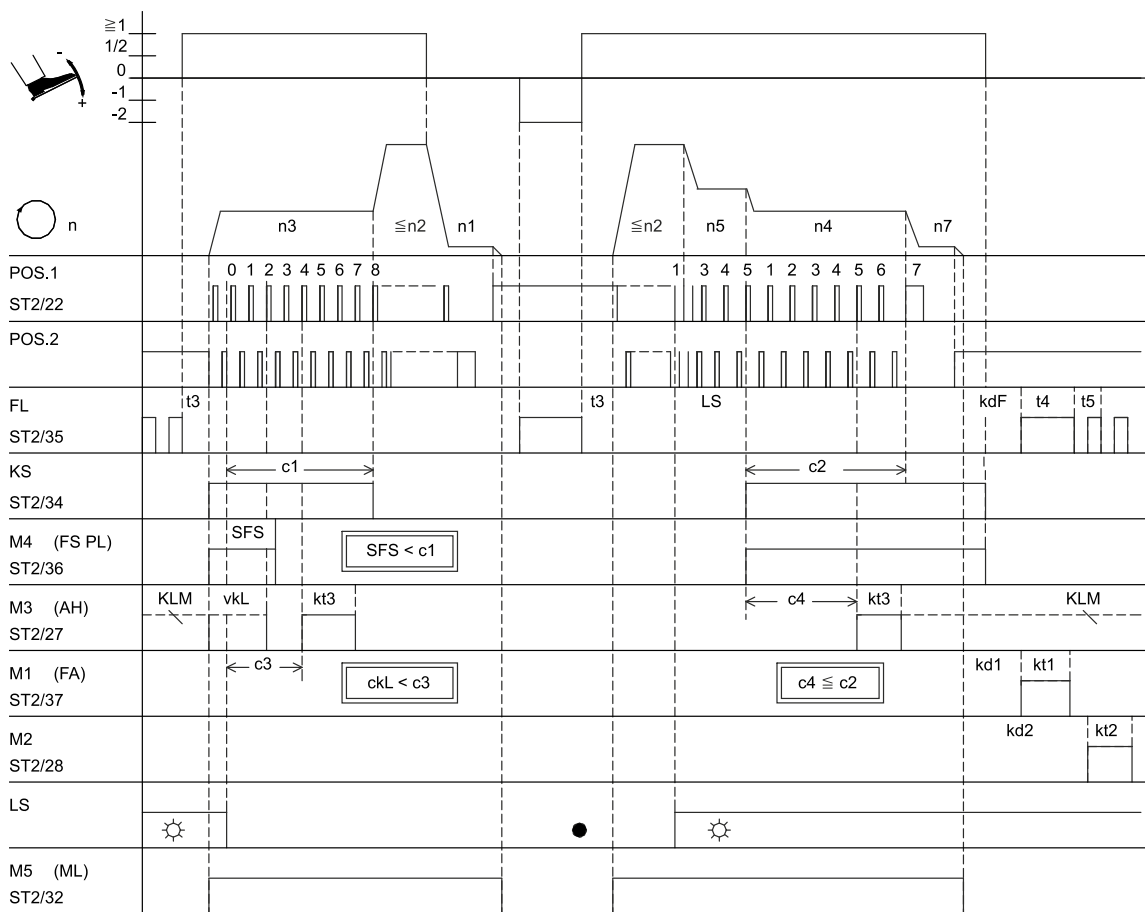 ≧1
1/2
0
-1
-2
-
+
n
n3
≦n2
n1
≦n2
n5
n4
n7
POS.1
ST2/22
0 1 2 3 4 5 6 7 8
1 3 4 5 1 2 3 4 5 6 7
POS.2
FL
ST2/35
t3
t3
LS
kdF
t4
t5
KS
ST2/34
c1
c2
M4 (FS PL)
ST2/36
SFS
SFS < c1
M3 (AH)
ST2/27
KLM
vkL
kt3
c4
kt3
KLM
M1 (FA)
ST2/37
c3
ckL < c3
c4 ≦ c2
kd1
kt1
M2
ST2/28
kd2
kt2
LS
M5 (ML)
ST2/32